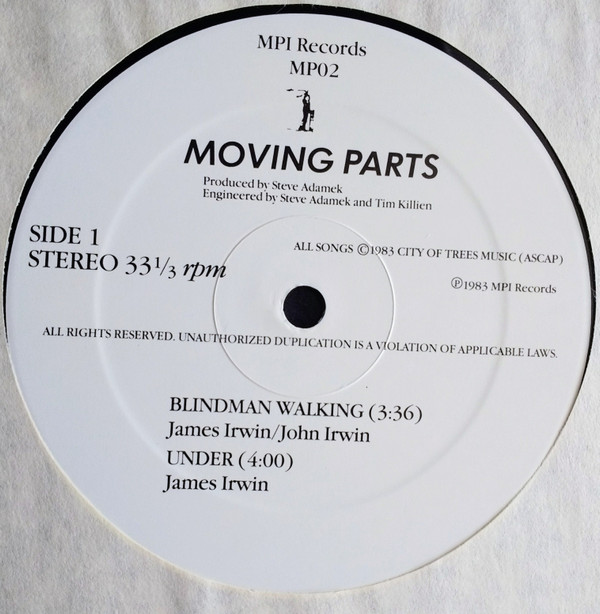 MPI Records
MP02
MOVING PARTS
Produced by Steve Adamek
Engineered by Steve Adamek and Tim Killien
SIDE 1
STEREO 33 1/3 rpm
ALL SONGS ©1983 CITY OF TREES MUSIC (ASCAP)
℗1983 MPI Records
ALL RIGHTS RESERVED. UNAUTHORIZED DUPLICATION IS A VIOLATION OF APPLICABLE LAWS.
BLINDMAN WALKING (3:36)
James Irwin/John Irwin
UNDER (4:00)
James Irwin